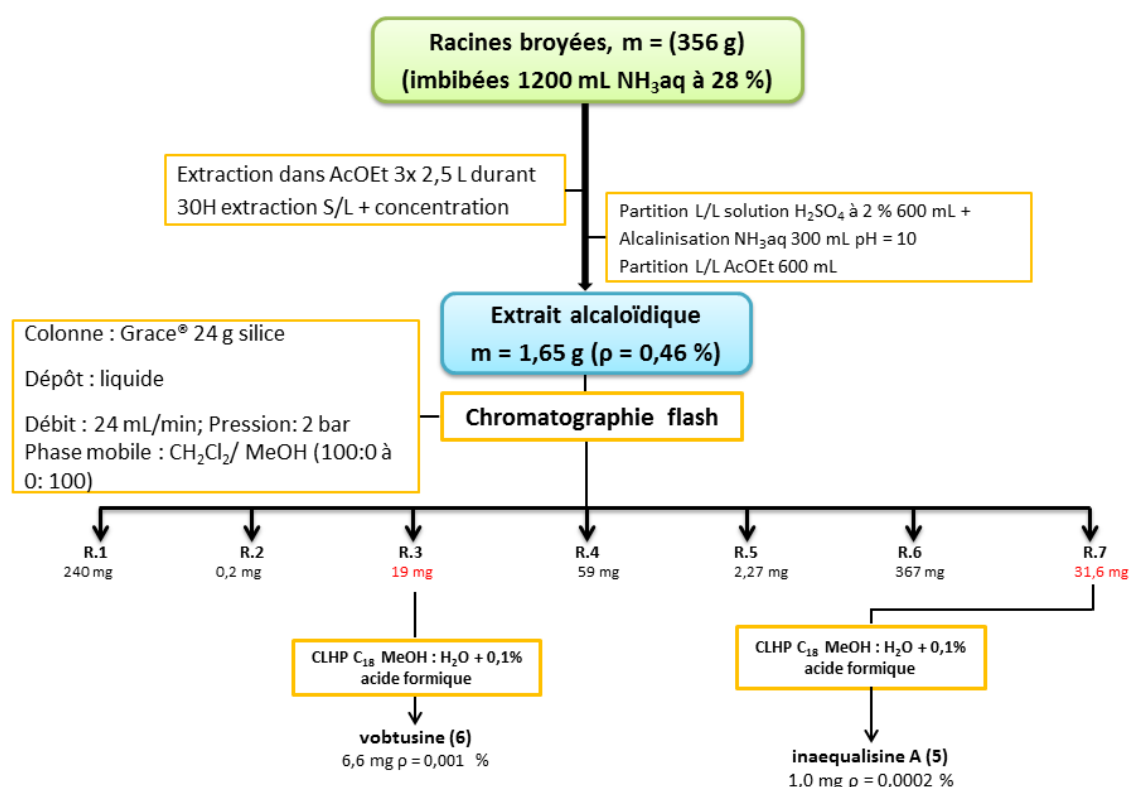 Racines broyées, m = (356 g)
(imbibées 1200 mL NH₃aq à 28 %)
Extraction dans AcOEt 3x 2,5 L durant
30H extraction S/L + concentration
Partition L/L solution H₂SO₄ à 2 % 600 mL +
Alcalinisation NH₃aq 300 mL pH = 10
Partition L/L AcOEt 600 mL
Extrait alcaloïdique
m = 1,65 g (ρ = 0,46 %)
Colonne : Grace® 24 g silice
Dépôt : liquide
Débit : 24 mL/min; Pression: 2 bar
Phase mobile : CH₂Cl₂/ MeOH (100:0 à
0: 100)
Chromatographie flash
R.1
240 mg
R.2
0,2 mg
R.3
19 mg
R.4
59 mg
R.5
2,27 mg
R.6
367 mg
R.7
31,6 mg
CLHP C₁₈ MeOH : H₂O + 0,1%
acide formique
vobtusine (6)
6,6 mg ρ = 0,001 %
CLHP C₁₈ MeOH : H₂O + 0,1%
acide formique
inaequalisine A (5)
1,0 mg ρ = 0,0002 %